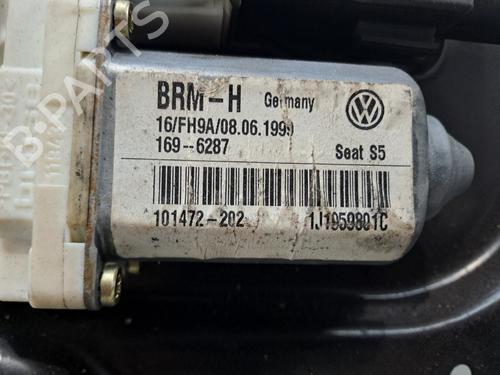 BRM-H Germany
16/FH9A/08.06.1999
169--6287 Seat S5
101472-202 1J1959801C
B-Parts